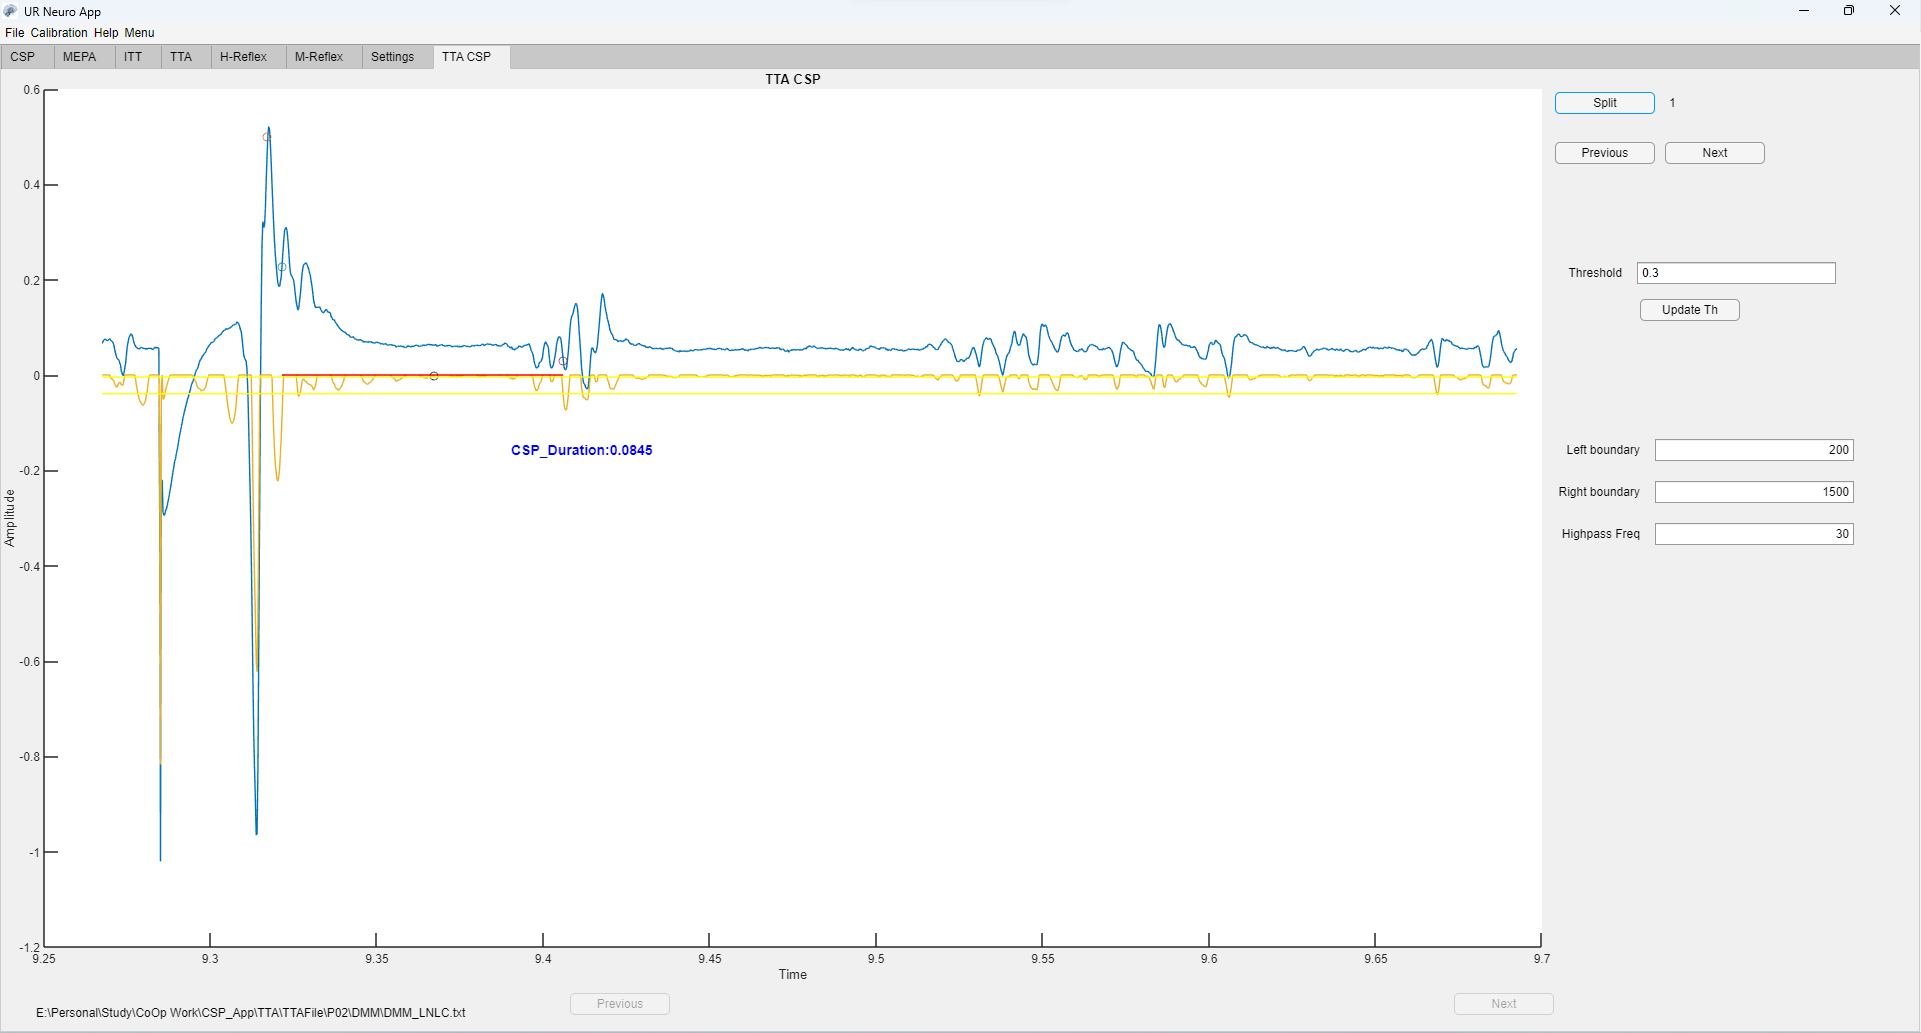 UR Neuro App
File Calibration Help Menu
CSP MEPA ITT TTA H-Reflex M-Reflex Settings TTA CSP
TTA CSP
0.6
0.4
0.2
0
-0.2
-0.4
-0.6
-0.8
-1
-1.2
Amplitude
CSP_Duration:0.0845
9.25 9.3 9.35 9.4 9.45 9.5 9.55 9.6 9.65 9.7
Time
Split 1
Previous Next
Threshold 0.3
Update Th
Left boundary 200
Right boundary 1500
Highpass Freq 30
Previous Next
E:\Personal\Study\CoOp Work\CSP_App\TTA\TTAFile\P02\DMM\DMM_LNLC.txt